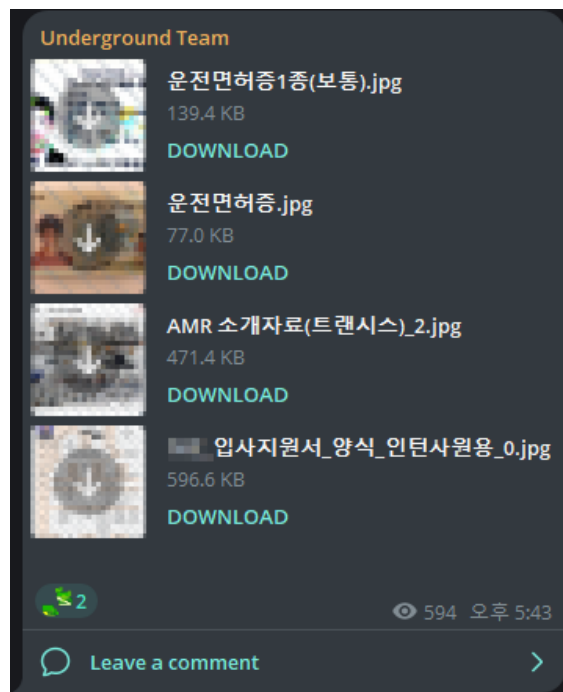 Underground Team
운전면허증1종(보통).jpg
139.4 KB
DOWNLOAD
운전면허증.jpg
77.0 KB
DOWNLOAD
AMR 소개자료(트랜시스)_2.jpg
471.4 KB
DOWNLOAD
_입사지원서_양식_인턴사원용_0.jpg
596.6 KB
DOWNLOAD
2
594 오후 5:43
Leave a comment